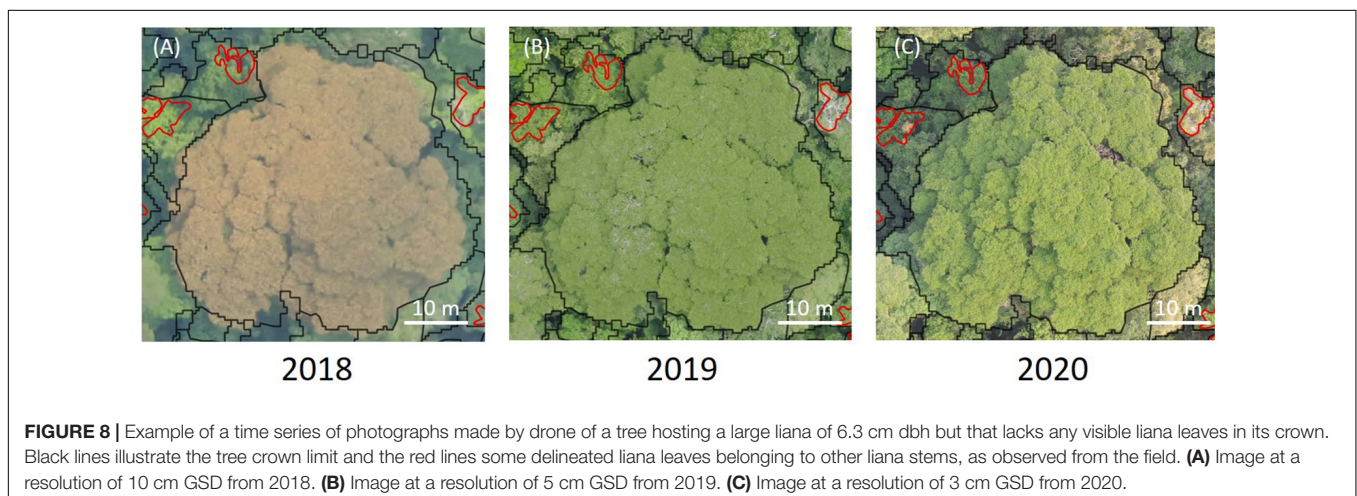 (A)
(B)
(C)
10 m
10 m
10 m
2018
2019
2020
FIGURE 8 | Example of a time series of photographs made by drone of a tree hosting a large liana of 6.3 cm dbh but that lacks any visible liana leaves in its crown.
Black lines illustrate the tree crown limit and the red lines some delineated liana leaves belonging to other liana stems, as observed from the field. (A) Image at a
resolution of 10 cm GSD from 2018. (B) Image at a resolution of 5 cm GSD from 2019. (C) Image at a resolution of 3 cm GSD from 2020.